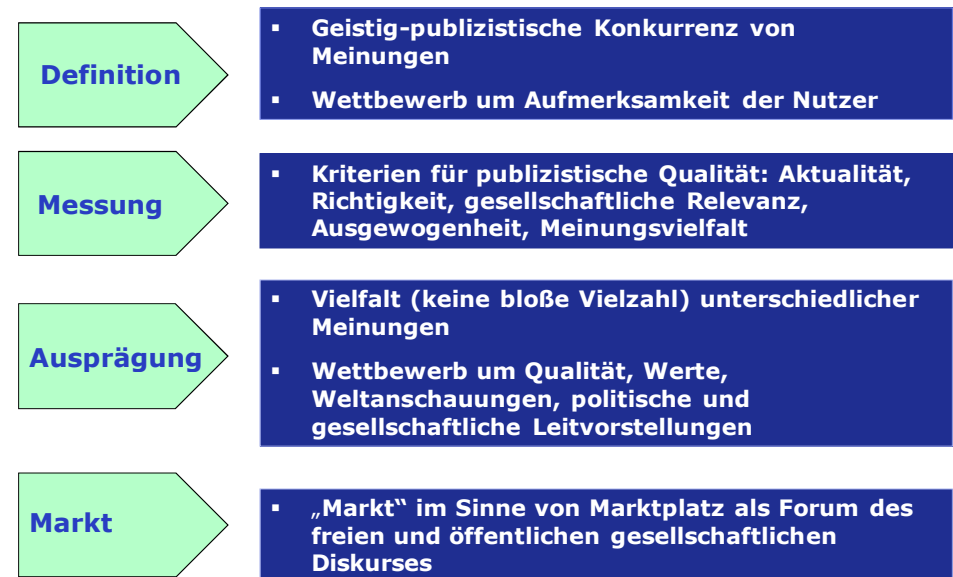 Definition
▪ Geistig-publizistische Konkurrenz von
Meinungen
▪ Wettbewerb um Aufmerksamkeit der Nutzer
Messung
▪ Kriterien für publizistische Qualität: Aktualität,
Richtigkeit, gesellschaftliche Relevanz,
Ausgewogenheit, Meinungsvielfalt
Ausprägung
▪ Vielfalt (keine bloße Vielzahl) unterschiedlicher
Meinungen
▪ Wettbewerb um Qualität, Werte,
Weltanschauungen, politische und
gesellschaftliche Leitvorstellungen
Markt
▪ „Markt“ im Sinne von Marktplatz als Forum des
freien und öffentlichen gesellschaftlichen
Diskurses